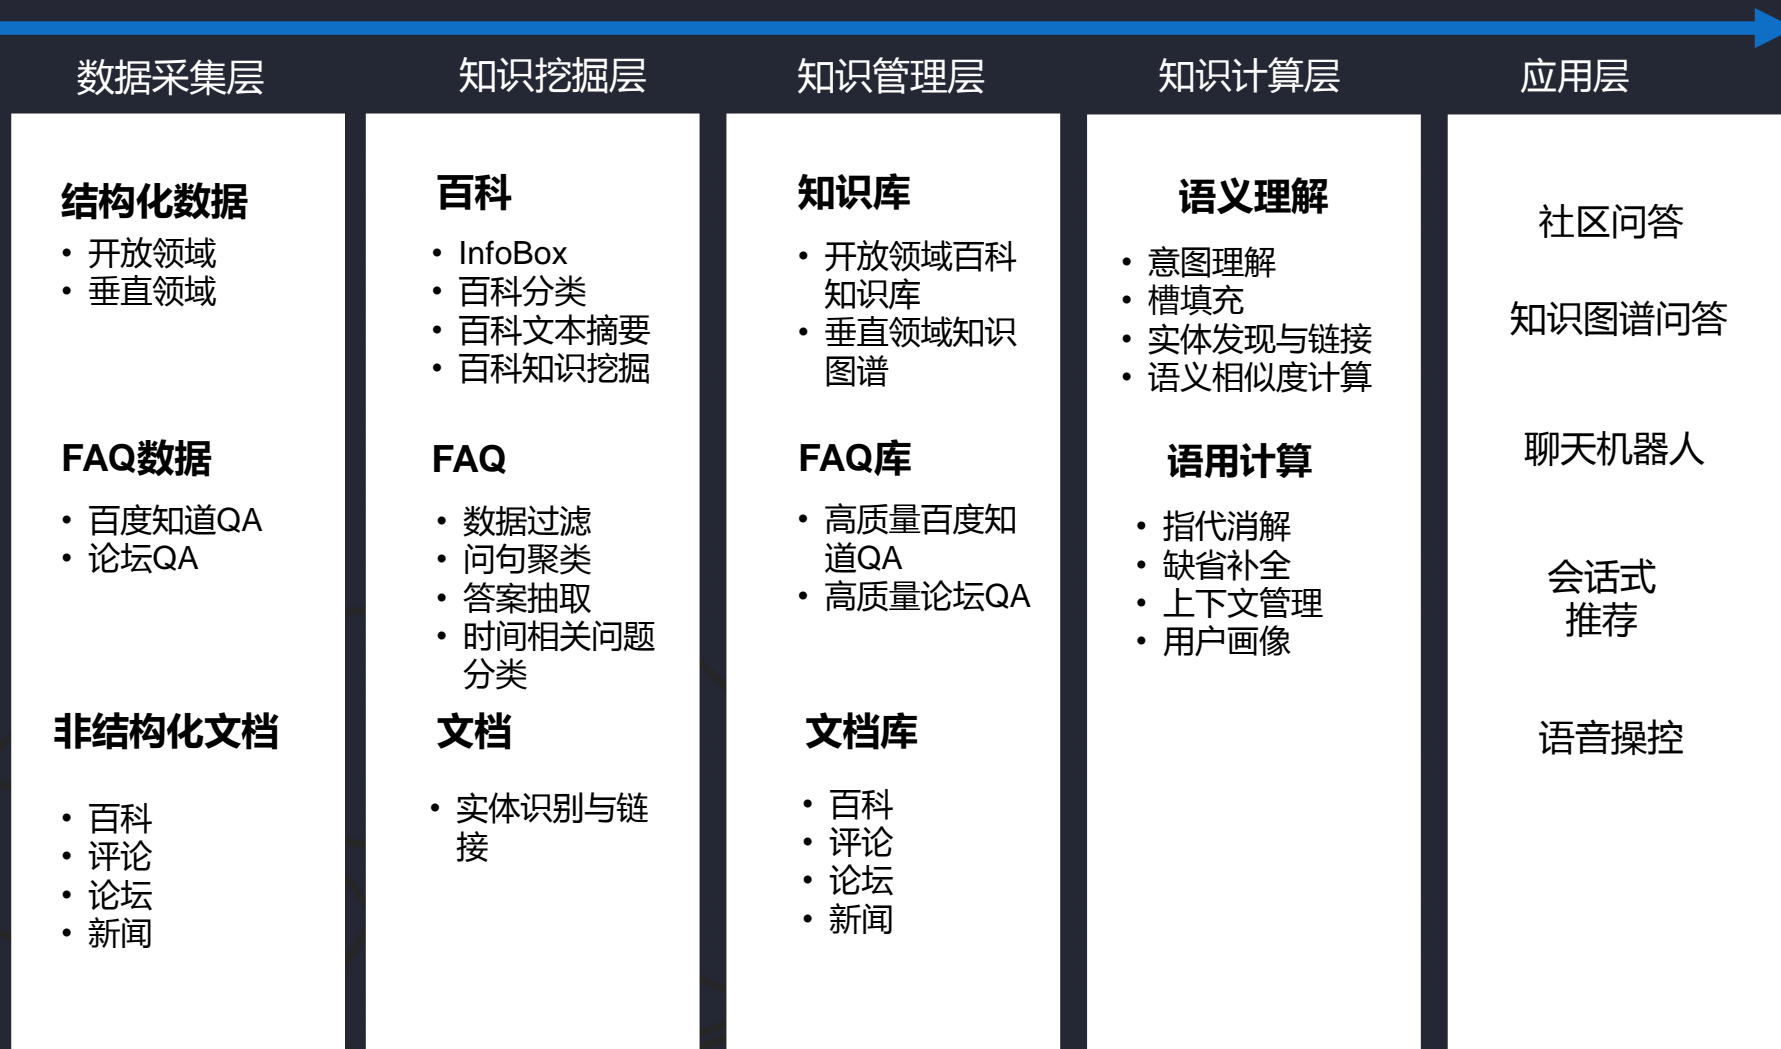 数据采集层
知识挖掘层
知识管理层
知识计算层
应用层
结构化数据
• 开放领域
• 垂直领域
FAQ数据
• 百度知道QA
• 论坛QA
非结构化文档
• 百科
• 评论
• 论坛
• 新闻
百科
• InfoBox
• 百科分类
• 百科文本摘要
• 百科知识挖掘
FAQ
• 数据过滤
• 问句聚类
• 答案抽取
• 时间相关问题
分类
文档
• 实体识别与链
接
知识库
• 开放领域百科
知识库
• 垂直领域知识
图谱
FAQ库
• 高质量百度知
道QA
• 高质量论坛QA
文档库
• 百科
• 评论
• 论坛
• 新闻
语义理解
• 意图理解
• 槽填充
• 实体发现与链接
• 语义相似度计算
语用计算
• 指代消解
• 缺省补全
• 上下文管理
• 用户画像
社区问答
知识图谱问答
聊天机器人
会话式
推荐
语音操控